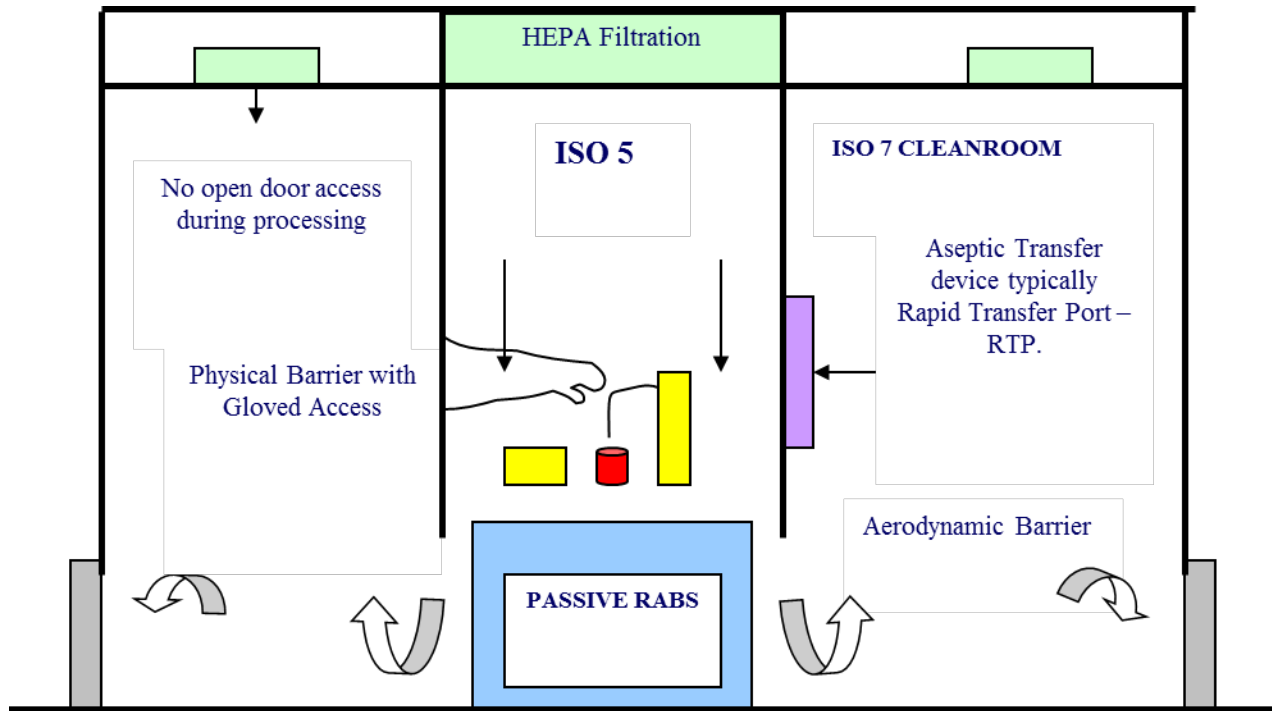 HEPA Filtration
ISO 5
ISO 7 CLEANROOM
No open door access
during processing
Aseptic Transfer
device typically
Rapid Transfer Port –
RTP.
Physical Barrier with
Gloved Access
Aerodynamic Barrier
PASSIVE RABS